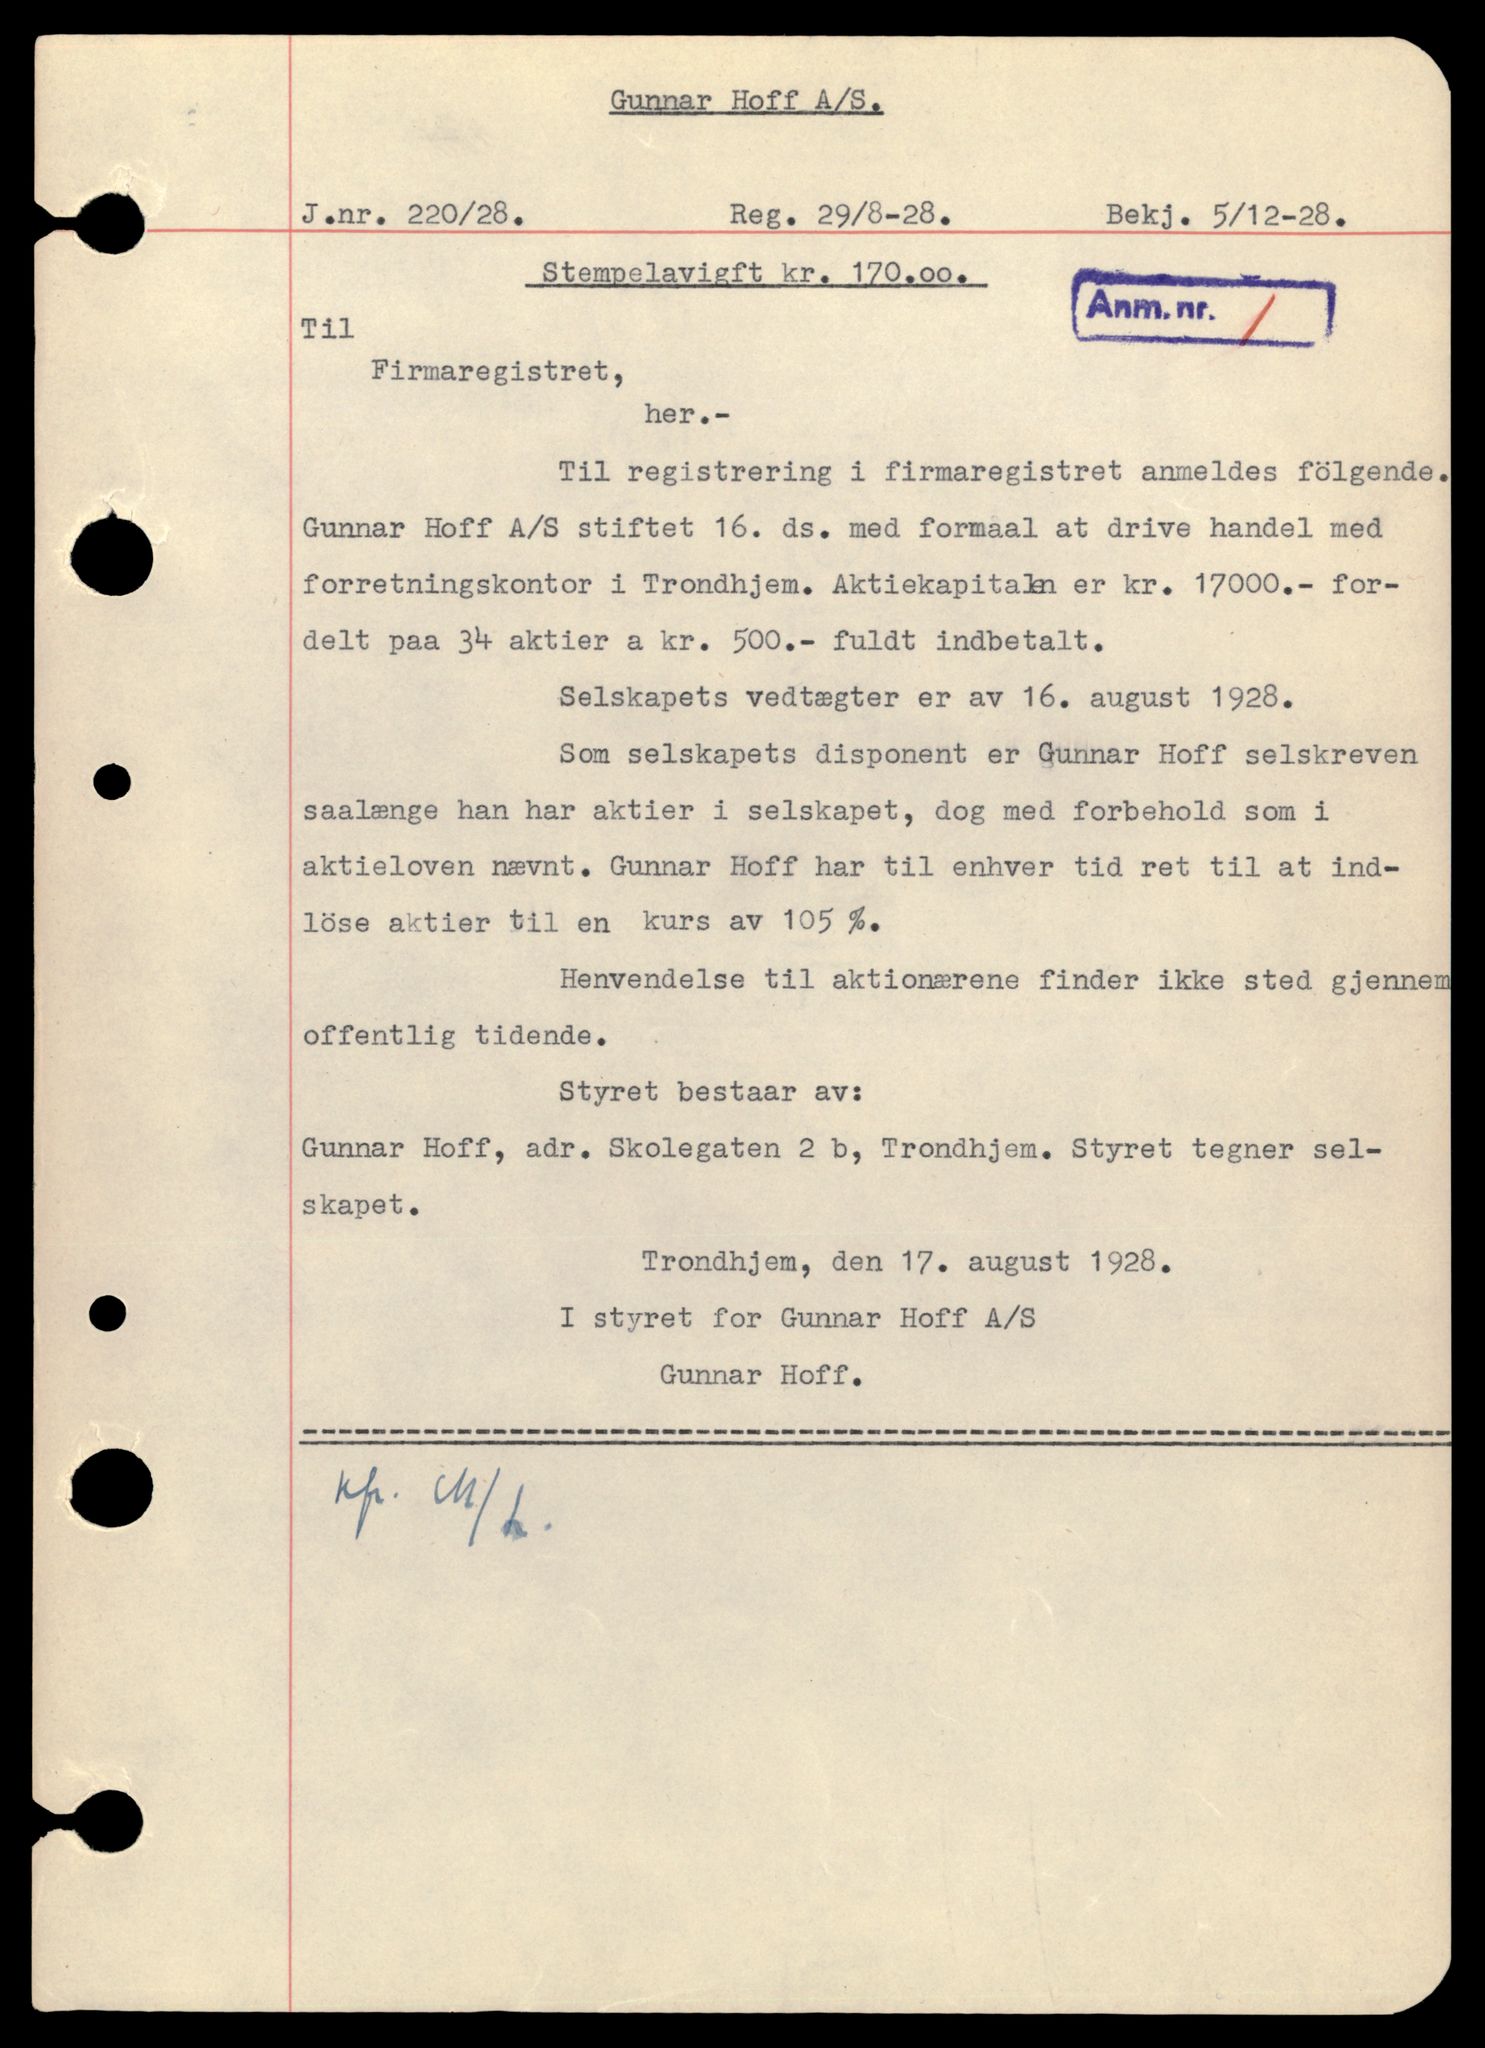 Gunnar Hoff A/S.
J.nr. 220/28. Reg. 29/8-28. Bekj. 5/12-28.
Stempelavigft kr. 170.oo.
Anm. nr. 1
Til
Firmaregistret,
her.-
Til registrering i firmaregistret anmeldes fölgende.
Gunnar Hoff A/S stiftet 16. ds. med formaal at drive handel med
forretningskontor i Trondhjem. Aktiekapitaln er kr. 17000.- for-
delt paa 34 aktier a kr. 500.- fuldt indbetalt.
Selskapets vedtægter er av 16. august 1928.
Som selskapets disponent er Gunnar Hoff selskreven
saalænge han har aktier i selskapet, dog med forbehold som i
aktieloven nævnt. Gunnar Hoff har til enhver tid ret til at ind-
löse aktier til en kurs av 105 %.
Henvendelse til aktionærene finder ikke sted gjennem
offentlig tidende.
Styret bestaar av:
Gunnar Hoff, adr. Skolegaten 2 b, Trondhjem. Styret tegner sel-
skapet.
Trondhjem, den 17. august 1928.
I styret for Gunnar Hoff A/S
Gunnar Hoff.